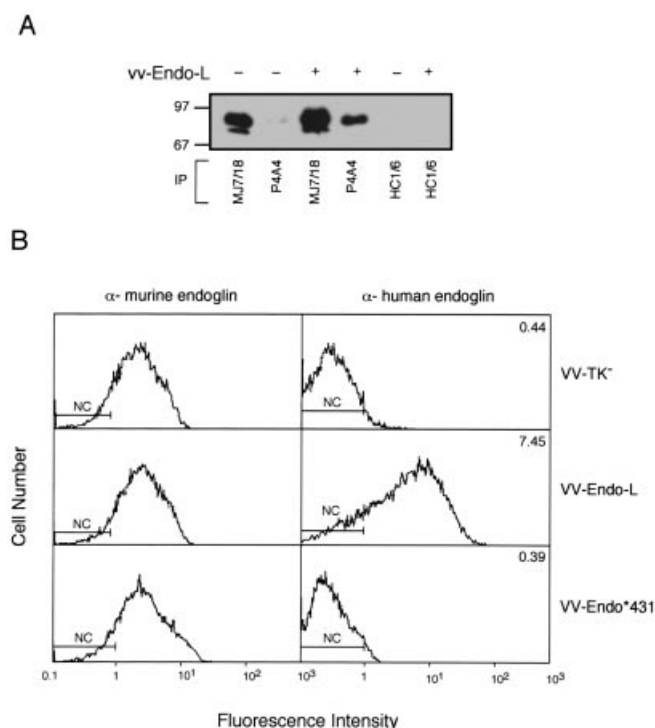 A
vv-Endo-L – – + + – +
97
67
IP MJ7/18 P4A4 MJ7/18 P4A4 HC1/6 HC1/6
B
α- murine endoglin α- human endoglin
0.44
NC NC VV-TK⁻
7.45
NC NC VV-Endo-L
0.39
NC NC VV-Endo*431
Cell Number
0.1 1 10¹ 10² 10³ 1 10¹ 10² 10³
Fluorescence Intensity